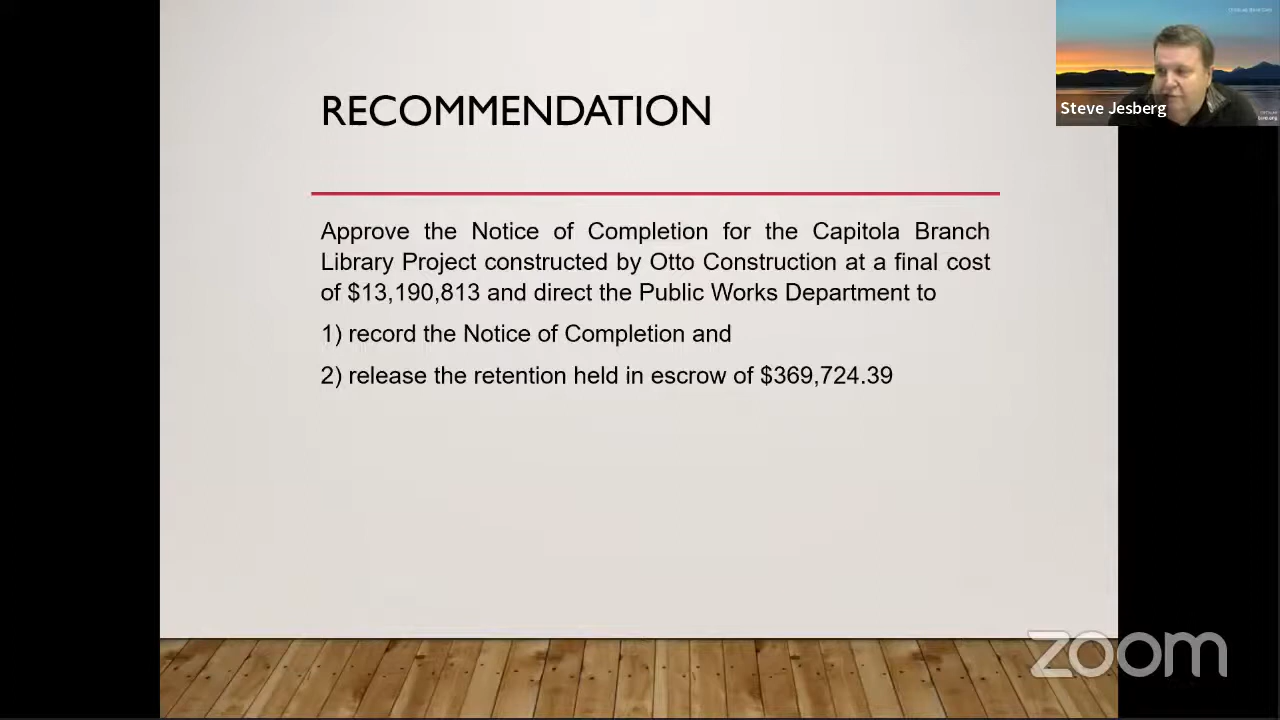 RECOMMENDATION
Steve Jesberg
Approve the Notice of Completion for the Capitola Branch
Library Project constructed by Otto Construction at a final cost
of $13,190,813 and direct the Public Works Department to
1) record the Notice of Completion and
2) release the retention held in escrow of $369,724.39
zoom